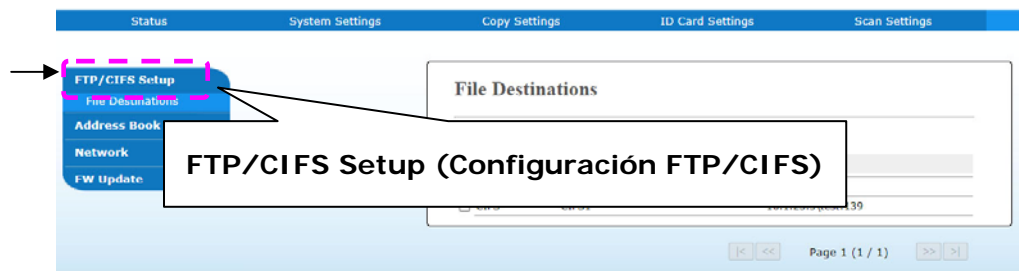 Status System Settings Copy Settings ID Card Settings Scan Settings
FTP/CIFS Setup
File Destinations
Address Book
Network
FW Update
File Destinations
FTP/CIFS Setup (Configuración FTP/CIFS)
Page 1 (1 / 1)
|< <<
>> >|